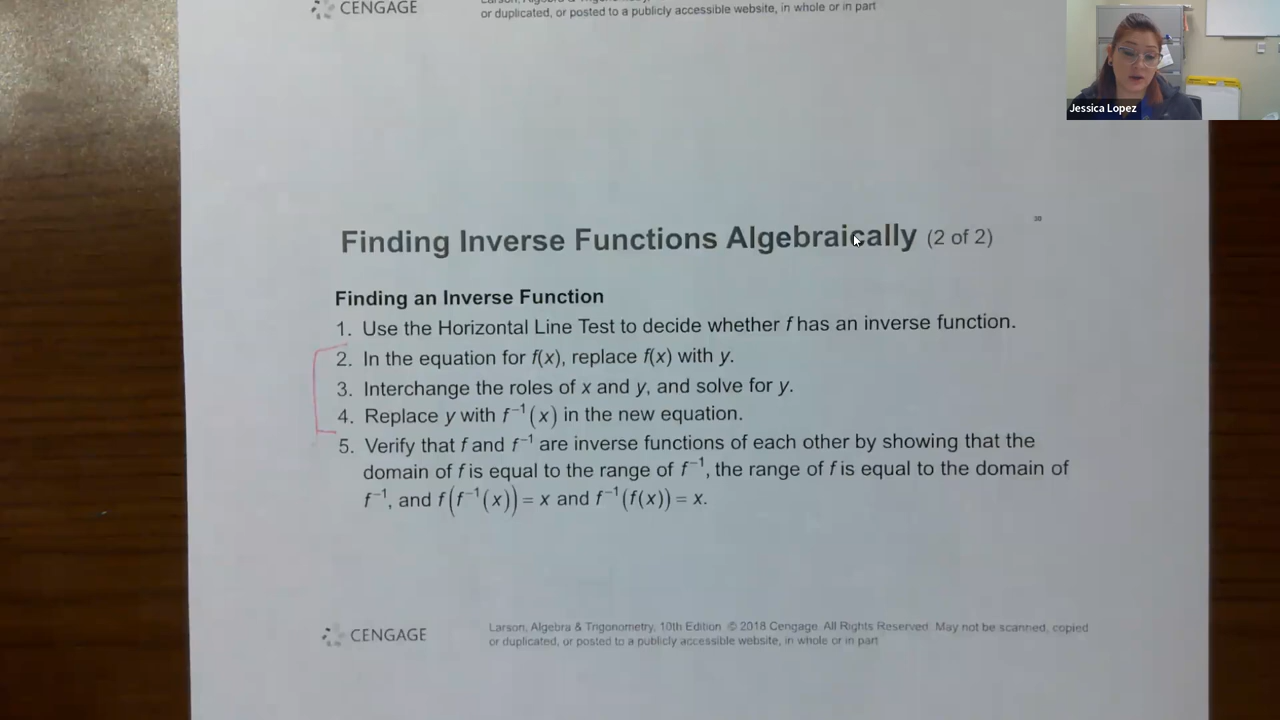 CENGAGE
or duplicated, or posted to a publicly accessible website, in whole or in part
Jessica Lopez
38
Finding Inverse Functions Algebraically (2 of 2)
Finding an Inverse Function
1. Use the Horizontal Line Test to decide whether f has an inverse function.
2. In the equation for f(x), replace f(x) with y.
3. Interchange the roles of x and y, and solve for y.
4. Replace y with f⁻¹(x) in the new equation.
5. Verify that f and f⁻¹ are inverse functions of each other by showing that the
domain of f is equal to the range of f⁻¹, the range of f is equal to the domain of
f⁻¹, and f(f⁻¹(x)) = x and f⁻¹(f(x)) = x.
CENGAGE
Larson, Algebra & Trigonometry, 10th Edition © 2018 Cengage. All Rights Reserved. May not be scanned, copied
or duplicated, or posted to a publicly accessible website, in whole or in part